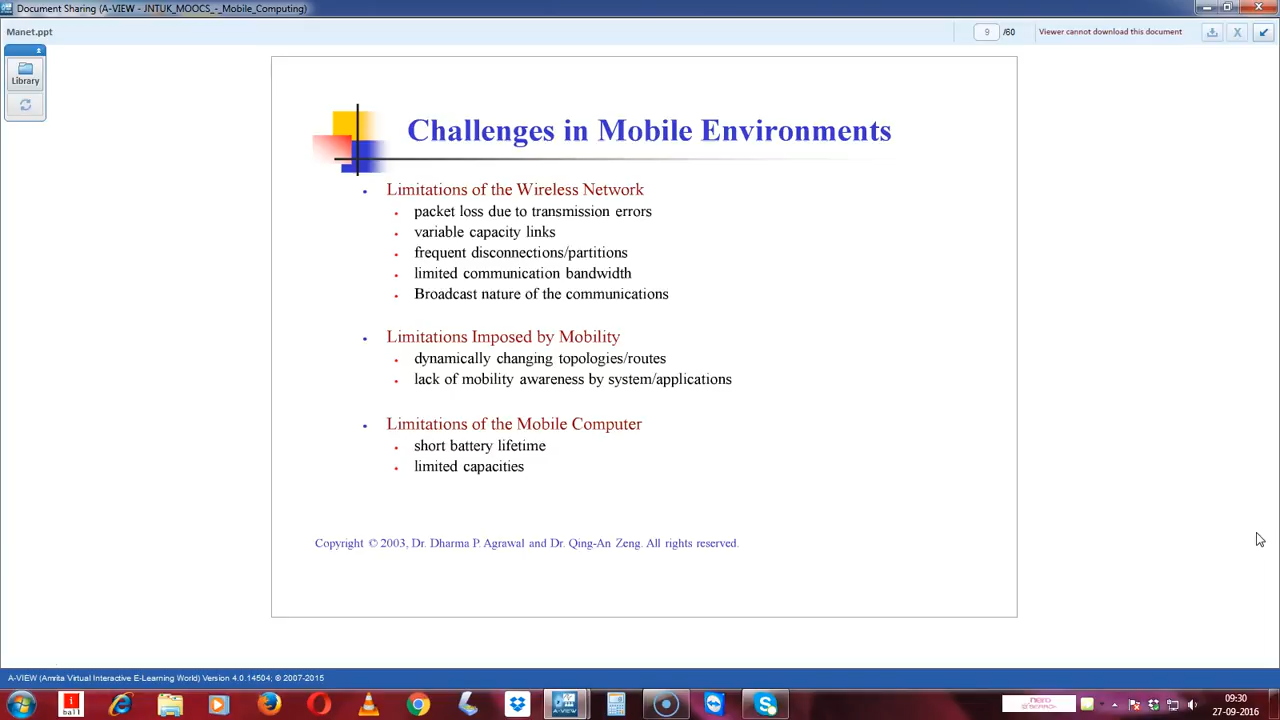 Document Sharing (A-VIEW - JNTUK_MOOCS_-_Mobile_Computing)
Manet.ppt
9 /60 Viewer cannot download this document
Library
Challenges in Mobile Environments
Limitations of the Wireless Network
packet loss due to transmission errors
variable capacity links
frequent disconnections/partitions
limited communication bandwidth
Broadcast nature of the communications
Limitations Imposed by Mobility
dynamically changing topologies/routes
lack of mobility awareness by system/applications
Limitations of the Mobile Computer
short battery lifetime
limited capacities
Copyright © 2003, Dr. Dharma P. Agrawal and Dr. Qing-An Zeng. All rights reserved.
A-VIEW (Amrita Virtual Interactive E-Learning World) Version 4.0.14504; © 2007-2015
i
ball
A-VIEW
09:30
27-09-2016